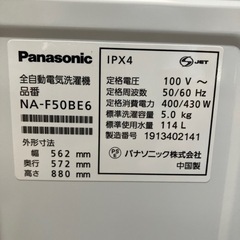 Panasonic
全自動電気洗濯機
品番
NA-F50BE6
外形寸法
幅 562 mm
奥行 572 mm
高さ 880 mm
IPX4
JET
定格電圧 100 V ～
定格周波数 50/60 Hz
定格消費電力 400/430 W
標準洗濯容量 5.0 kg
標準使用水量 114 L
製造番号 1913402141
PS E パナソニック株式会社
中国製